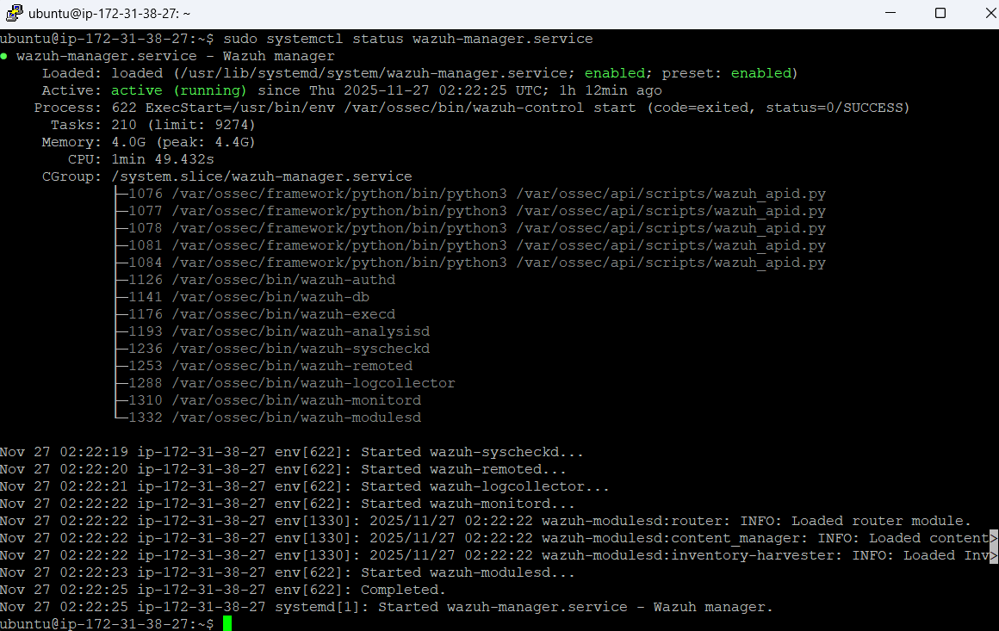 ubuntu@ip-172-31-38-27: ~
ubuntu@ip-172-31-38-27:~$ sudo systemctl status wazuh-manager.service
● wazuh-manager.service - Wazuh manager
     Loaded: loaded (/usr/lib/systemd/system/wazuh-manager.service; enabled; preset: enabled)
     Active: active (running) since Thu 2025-11-27 02:22:25 UTC; 1h 12min ago
    Process: 622 ExecStart=/usr/bin/env /var/ossec/bin/wazuh-control start (code=exited, status=0/SUCCESS)
      Tasks: 210 (limit: 9274)
     Memory: 4.0G (peak: 4.4G)
        CPU: 1min 49.432s
     CGroup: /system.slice/wazuh-manager.service
             ├─1076 /var/ossec/framework/python/bin/python3 /var/ossec/api/scripts/wazuh_apid.py
             ├─1077 /var/ossec/framework/python/bin/python3 /var/ossec/api/scripts/wazuh_apid.py
             ├─1078 /var/ossec/framework/python/bin/python3 /var/ossec/api/scripts/wazuh_apid.py
             ├─1081 /var/ossec/framework/python/bin/python3 /var/ossec/api/scripts/wazuh_apid.py
             ├─1084 /var/ossec/framework/python/bin/python3 /var/ossec/api/scripts/wazuh_apid.py
             ├─1126 /var/ossec/bin/wazuh-authd
             ├─1141 /var/ossec/bin/wazuh-db
             ├─1176 /var/ossec/bin/wazuh-execd
             ├─1193 /var/ossec/bin/wazuh-analysisd
             ├─1236 /var/ossec/bin/wazuh-syscheckd
             ├─1253 /var/ossec/bin/wazuh-remoted
             ├─1288 /var/ossec/bin/wazuh-logcollector
             ├─1310 /var/ossec/bin/wazuh-monitord
             └─1332 /var/ossec/bin/wazuh-modulesd
Nov 27 02:22:19 ip-172-31-38-27 env[622]: Started wazuh-syscheckd...
Nov 27 02:22:20 ip-172-31-38-27 env[622]: Started wazuh-remoted...
Nov 27 02:22:21 ip-172-31-38-27 env[622]: Started wazuh-logcollector...
Nov 27 02:22:22 ip-172-31-38-27 env[622]: Started wazuh-monitord...
Nov 27 02:22:22 ip-172-31-38-27 env[1330]: 2025/11/27 02:22:22 wazuh-modulesd:router: INFO: Loaded router module.
Nov 27 02:22:22 ip-172-31-38-27 env[1330]: 2025/11/27 02:22:22 wazuh-modulesd:content_manager: INFO: Loaded content>
Nov 27 02:22:22 ip-172-31-38-27 env[1330]: 2025/11/27 02:22:22 wazuh-modulesd:inventory-harvester: INFO: Loaded Inv>
Nov 27 02:22:23 ip-172-31-38-27 env[622]: Started wazuh-modulesd...
Nov 27 02:22:25 ip-172-31-38-27 env[622]: Completed.
Nov 27 02:22:25 ip-172-31-38-27 systemd[1]: Started wazuh-manager.service - Wazuh manager.
ubuntu@ip-172-31-38-27:~$